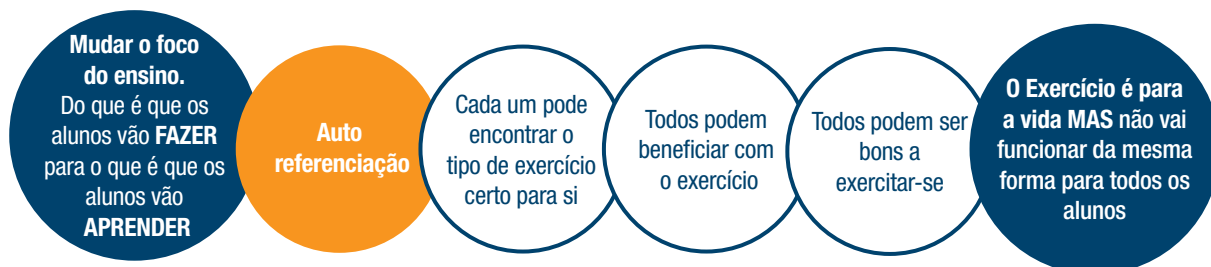 Mudar o foco
do ensino.
Do que é que os
alunos vão FAZER
para o que é que os
alunos vão
APRENDER
Auto
referenciação
Cada um pode
encontrar o
tipo de exercício
certo para si
Todos podem
beneficiar com
o exercício
Todos podem ser
bons a
exercitar-se
O Exercício é para
a vida MAS não vai
funcionar da mesma
forma para todos os
alunos